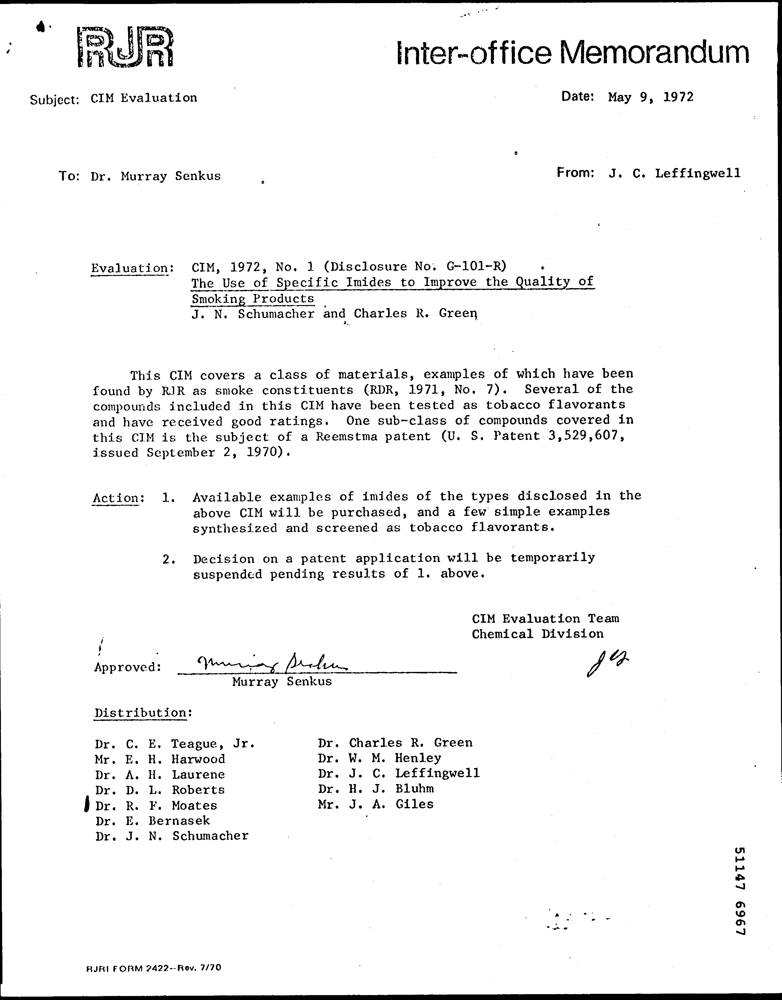 RJR
Inter-office Memorandum
Subject: CIM Evaluation
Date: May 9, 1972
To: Dr. Murray Senkus
From: J. C. Leffingwell
Evaluation: CIM, 1972, No. 1 (Disclosure No. G-101-R)
The Use of Specific Imides to Improve the Quality of
Smoking Products
J. N. Schumacher and Charles R. Green
This CIM covers a class of materials, examples of which have been
found by RJR as smoke constituents (RDR, 1971, No. 7). Several of the
compounds included in this CIM have been tested as tobacco flavorants
and have received good ratings. One sub-class of compounds covered in
this CIM is the subject of a Reemstma patent (U. S. Patent 3,529,607,
issued September 2, 1970).
Action: 1. Available examples of imides of the types disclosed in the
above CIM will be purchased, and a few simple examples
synthesized and screened as tobacco flavorants.
2. Decision on a patent application will be temporarily
suspended pending results of 1. above.
CIM Evaluation Team
Chemical Division
Approved: Murray Senkus
Murray Senkus
Distribution:
Dr. C. E. Teague, Jr.
Mr. E. H. Harwood
Dr. A. H. Laurene
Dr. D. L. Roberts
Dr. R. F. Moates
Dr. E. Bernasek
Dr. J. N. Schumacher
Dr. Charles R. Green
Dr. W. M. Henley
Dr. J. C. Leffingwell
Dr. H. J. Bluhm
Mr. J. A. Giles
51147 6967
RJRI FORM 2422--Rev. 7/70